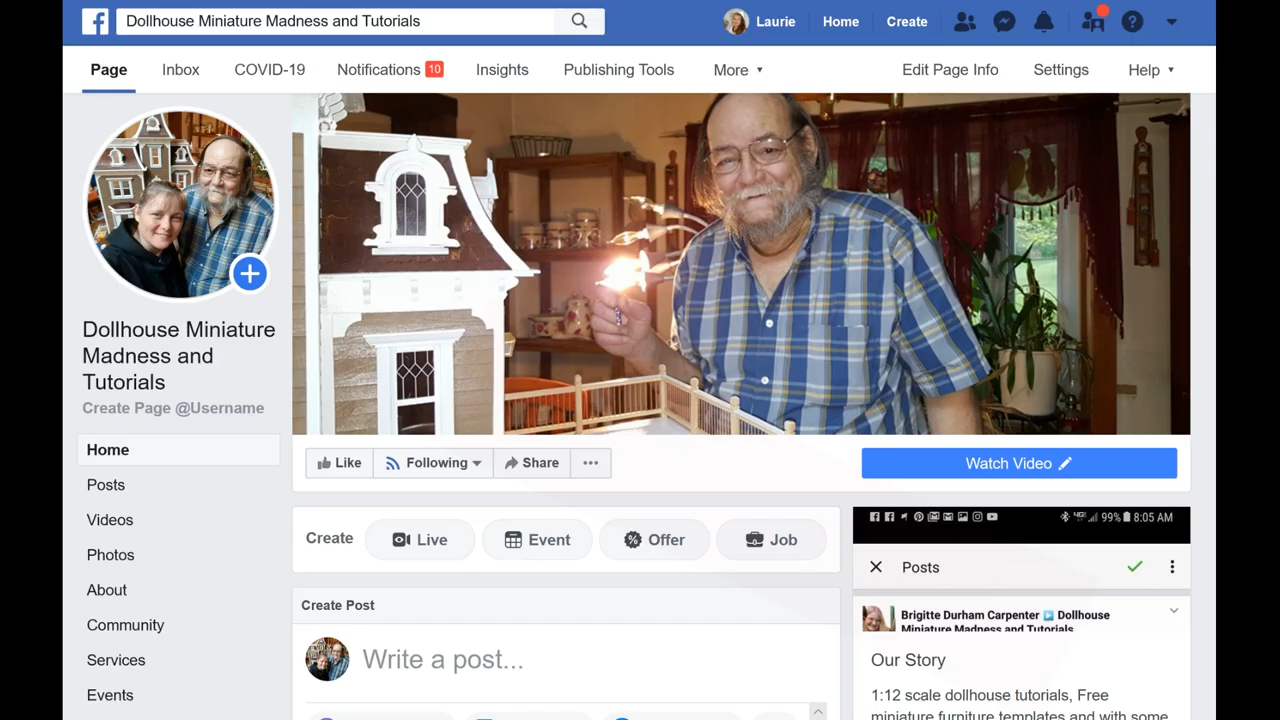 f Dollhouse Miniature Madness and Tutorials Laurie Home Create ?
Page Inbox COVID-19 Notifications 10 Insights Publishing Tools More Edit Page Info Settings Help
Dollhouse Miniature
Madness and
Tutorials
Create Page @Username
Home
Posts
Videos
Photos
About
Community
Services
Events
Like Following Share ... Watch Video
Create Live Event Offer Job
Create Post
Write a post...
99% 8:05 AM
Posts
Brigitte Durham Carpenter Dollhouse
Miniature Madness and Tutorials
Our Story
1:12 scale dollhouse tutorials, Free
miniature furniture templates and with some